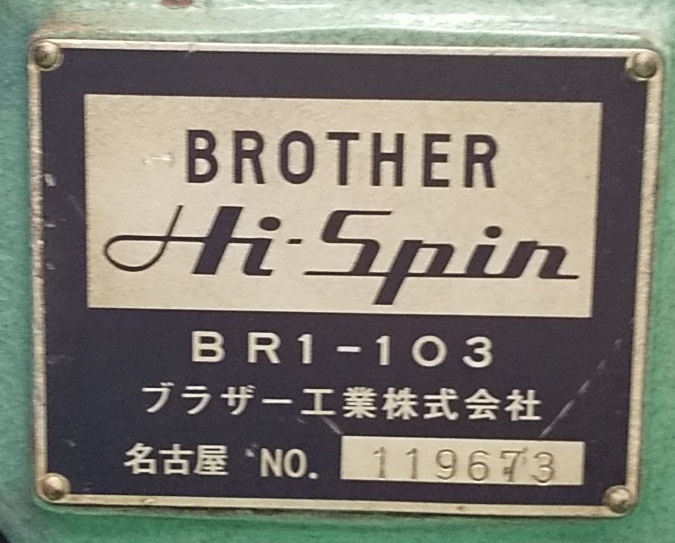 BROTHER
Hi-Spin
BR1-103
ブラザー工業株式会社
名古屋 NO. 119673